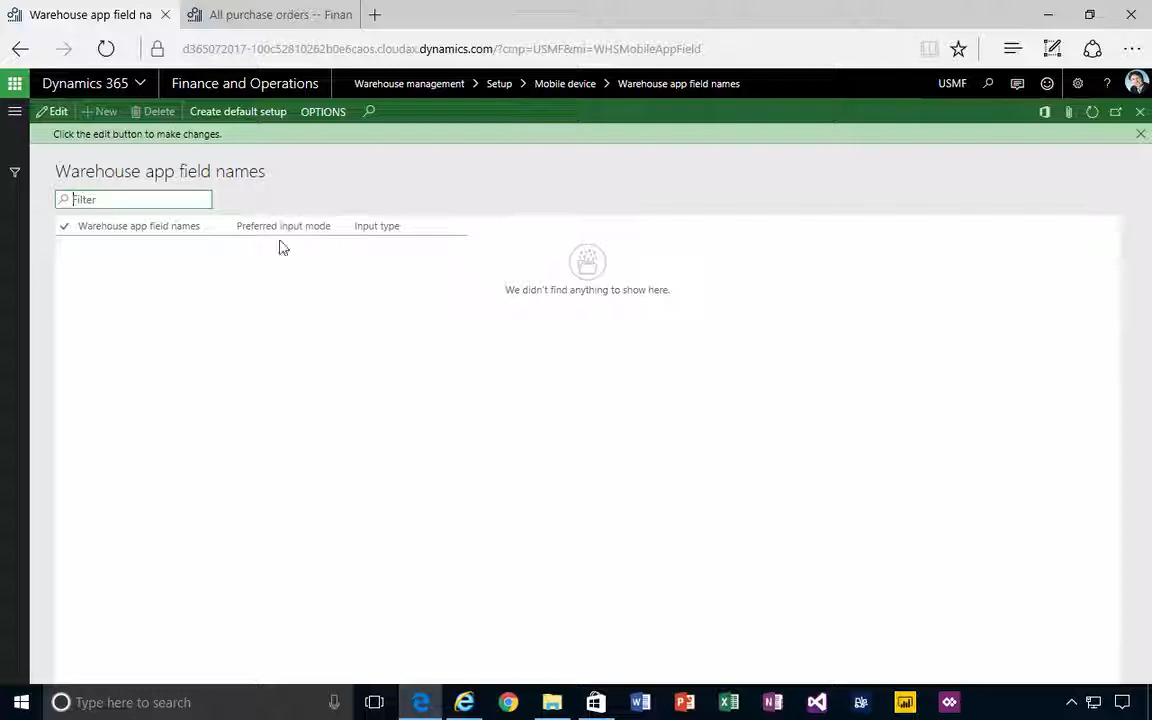 Warehouse app field na
All purchase orders -- Finan
d365072017-100c52810262b0e6caos.cloudax.dynamics.com/?cmp=USMF&mi=WHSMobileAppField
Dynamics 365
Finance and Operations
Warehouse management > Setup > Mobile device > Warehouse app field names
USMF
Edit
New
Delete
Create default setup
OPTIONS
Click the edit button to make changes.
Warehouse app field names
Filter
Warehouse app field names
Preferred input mode
Input type
We didn't find anything to show here.
Type here to search